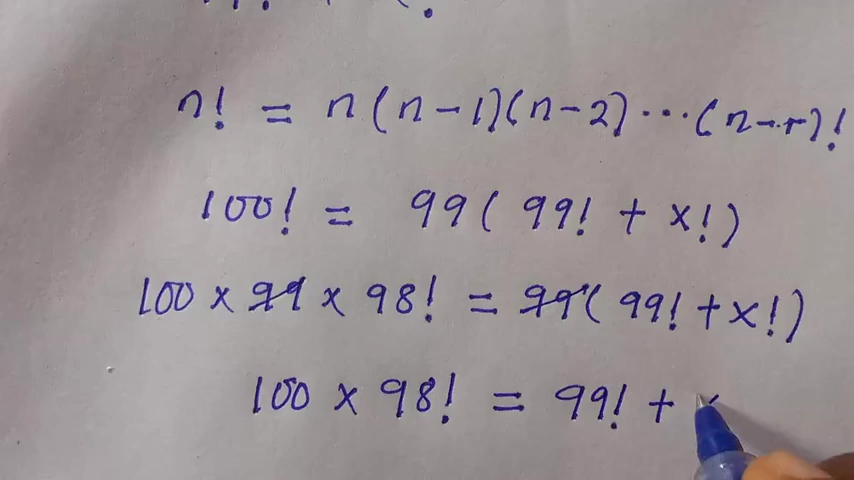 n! = n(n-1)(n-2)...(n-r)!
100! = 99(99! + x!)
100 × 99 × 98! = 99(99! + x!)
100 × 98! = 99! +